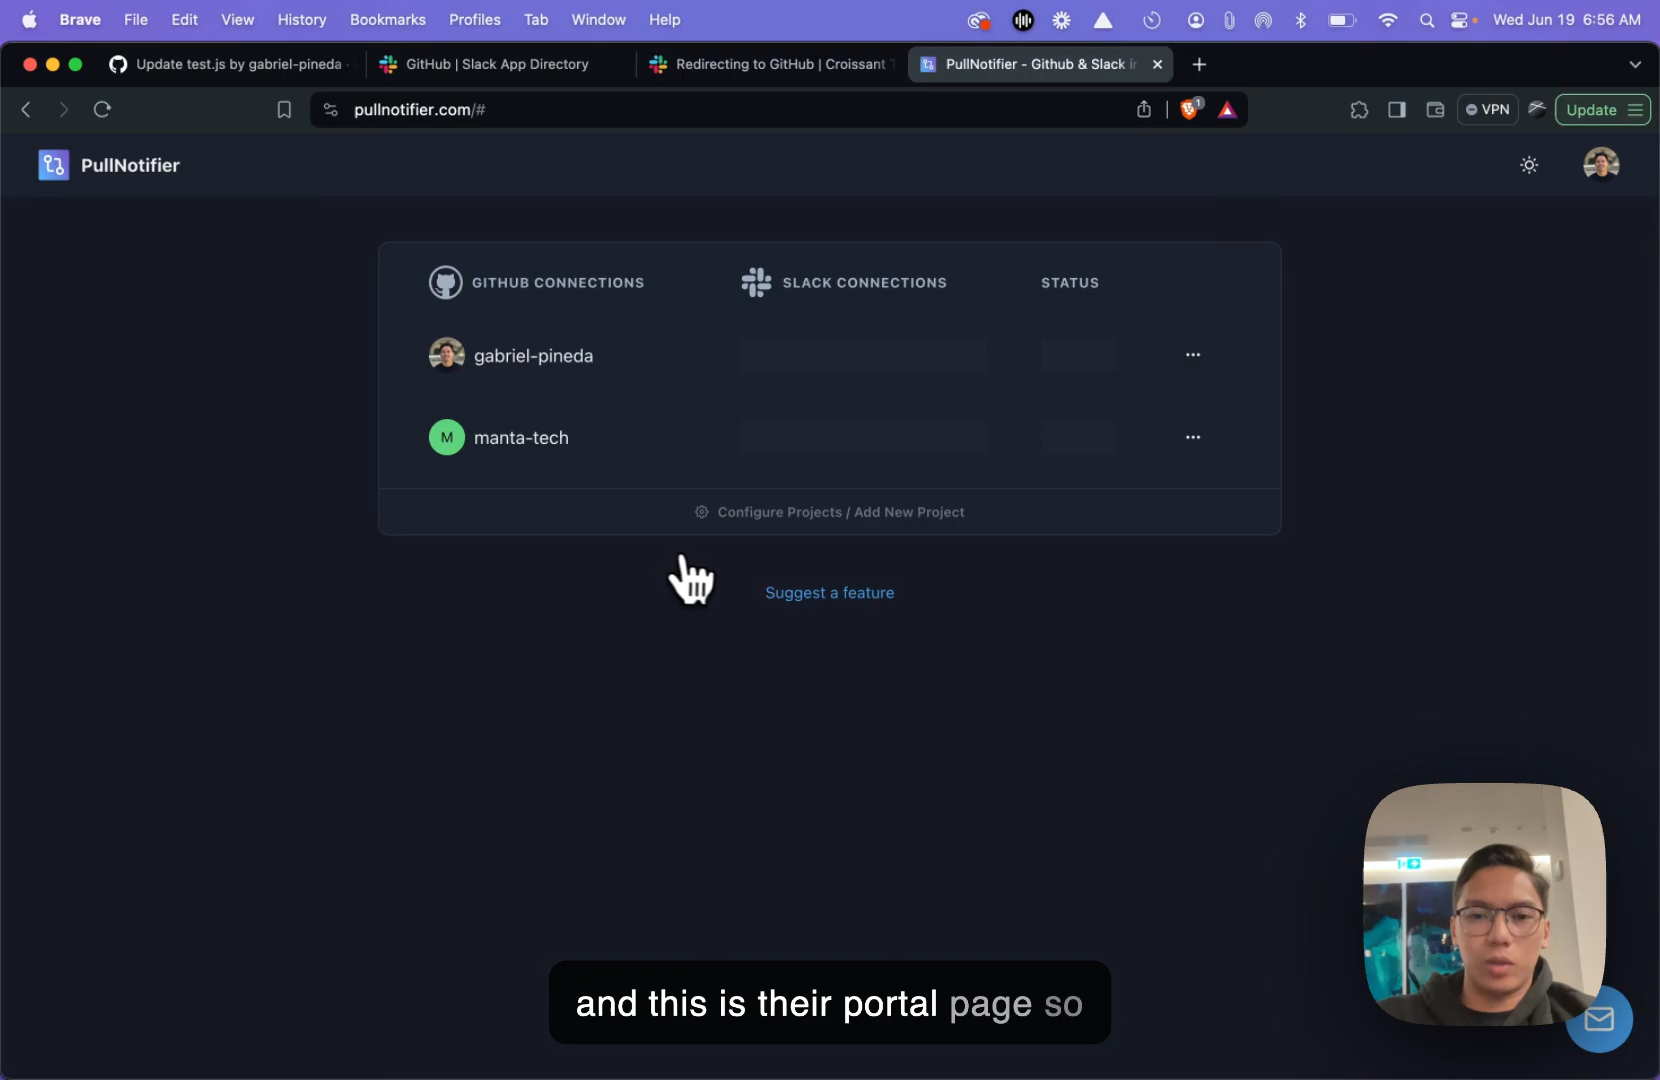 Brave File Edit View History Bookmarks Profiles Tab Window Help Wed Jun 19 6:56 AM
Update test.js by gabriel-pineda · GitHub | Slack App Directory Redirecting to GitHub | Croissant PullNotifier - Github & Slack in
pullnotifier.com/# 1 VPN Update
PullNotifier
GITHUB CONNECTIONS SLACK CONNECTIONS STATUS
gabriel-pineda
M manta-tech
Configure Projects / Add New Project
Suggest a feature
and this is their portal page so